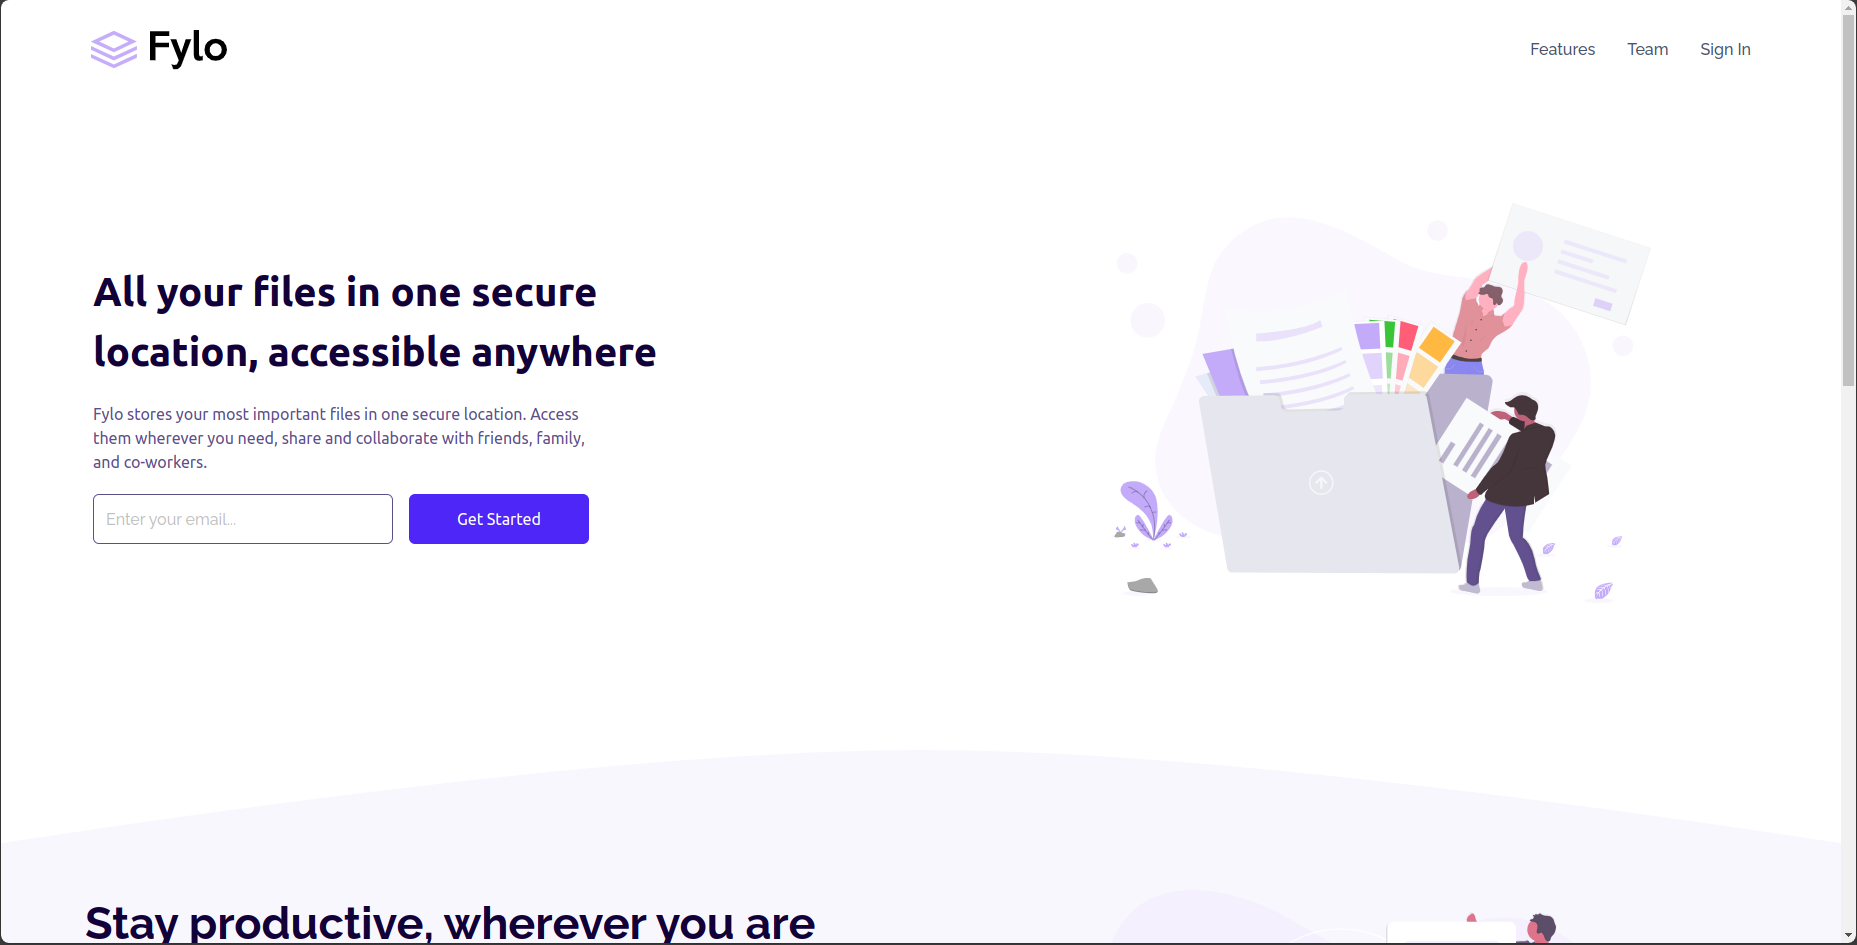 Fylo
Features Team Sign In
All your files in one secure
location, accessible anywhere
Fylo stores your most important files in one secure location. Access
them wherever you need, share and collaborate with friends, family,
and co-workers.
Enter your email...
Get Started
Stay productive, wherever you are